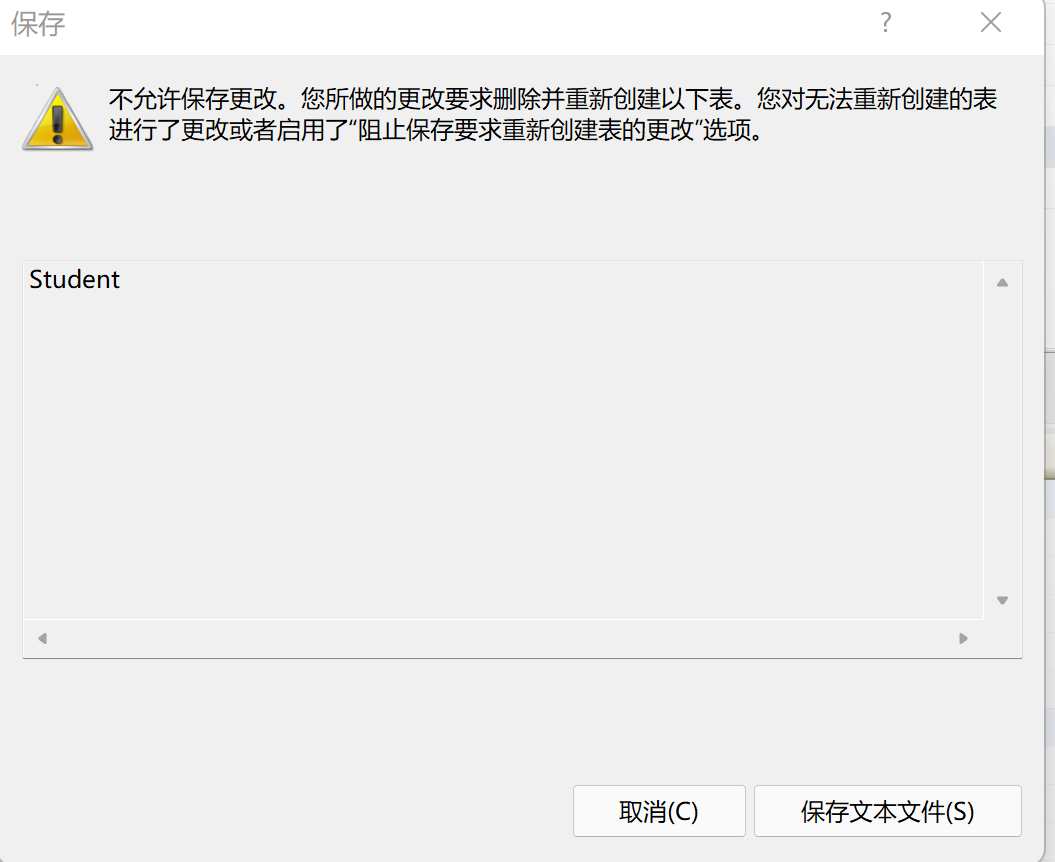 保存
?
不允许保存更改。您所做的更改要求删除并重新创建以下表。您对无法重新创建的表
进行了更改或者启用了“阻止保存要求重新创建表的更改”选项。
Student
取消(C)
保存文本文件(S)